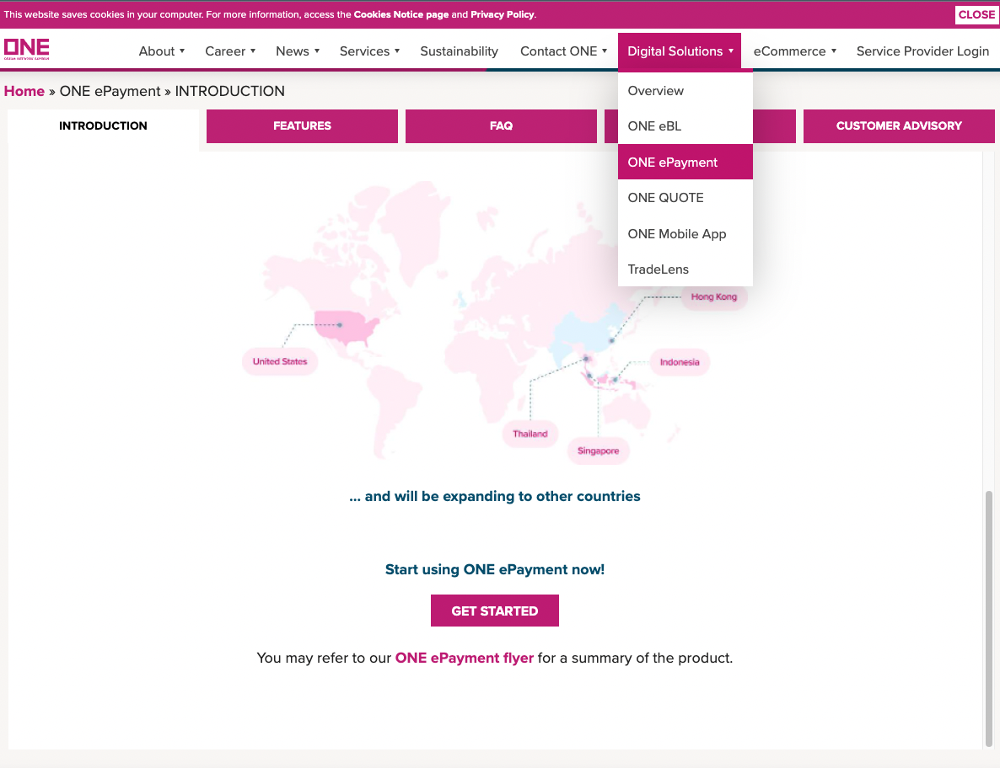 This website saves cookies in your computer. For more information, access the Cookies Notice page and Privacy Policy.
CLOSE
ONE
OCEAN NETWORK EXPRESS
About ▾ Career ▾ News ▾ Services ▾ Sustainability Contact ONE ▾ Digital Solutions ▾ eCommerce ▾ Service Provider Login
Home » ONE ePayment » INTRODUCTION
Overview
ONE eBL
ONE ePayment
ONE QUOTE
ONE Mobile App
TradeLens
INTRODUCTION
FEATURES
FAQ
CUSTOMER ADVISORY
Hong Kong
United States
Indonesia
Thailand
Singapore
... and will be expanding to other countries
Start using ONE ePayment now!
GET STARTED
You may refer to our ONE ePayment flyer for a summary of the product.